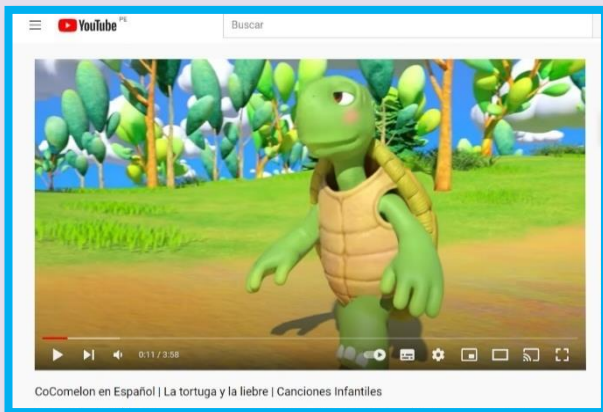 YouTube PE
Buscar
0:11 / 3:58
CoComelon en Español | La tortuga y la liebre | Canciones Infantiles